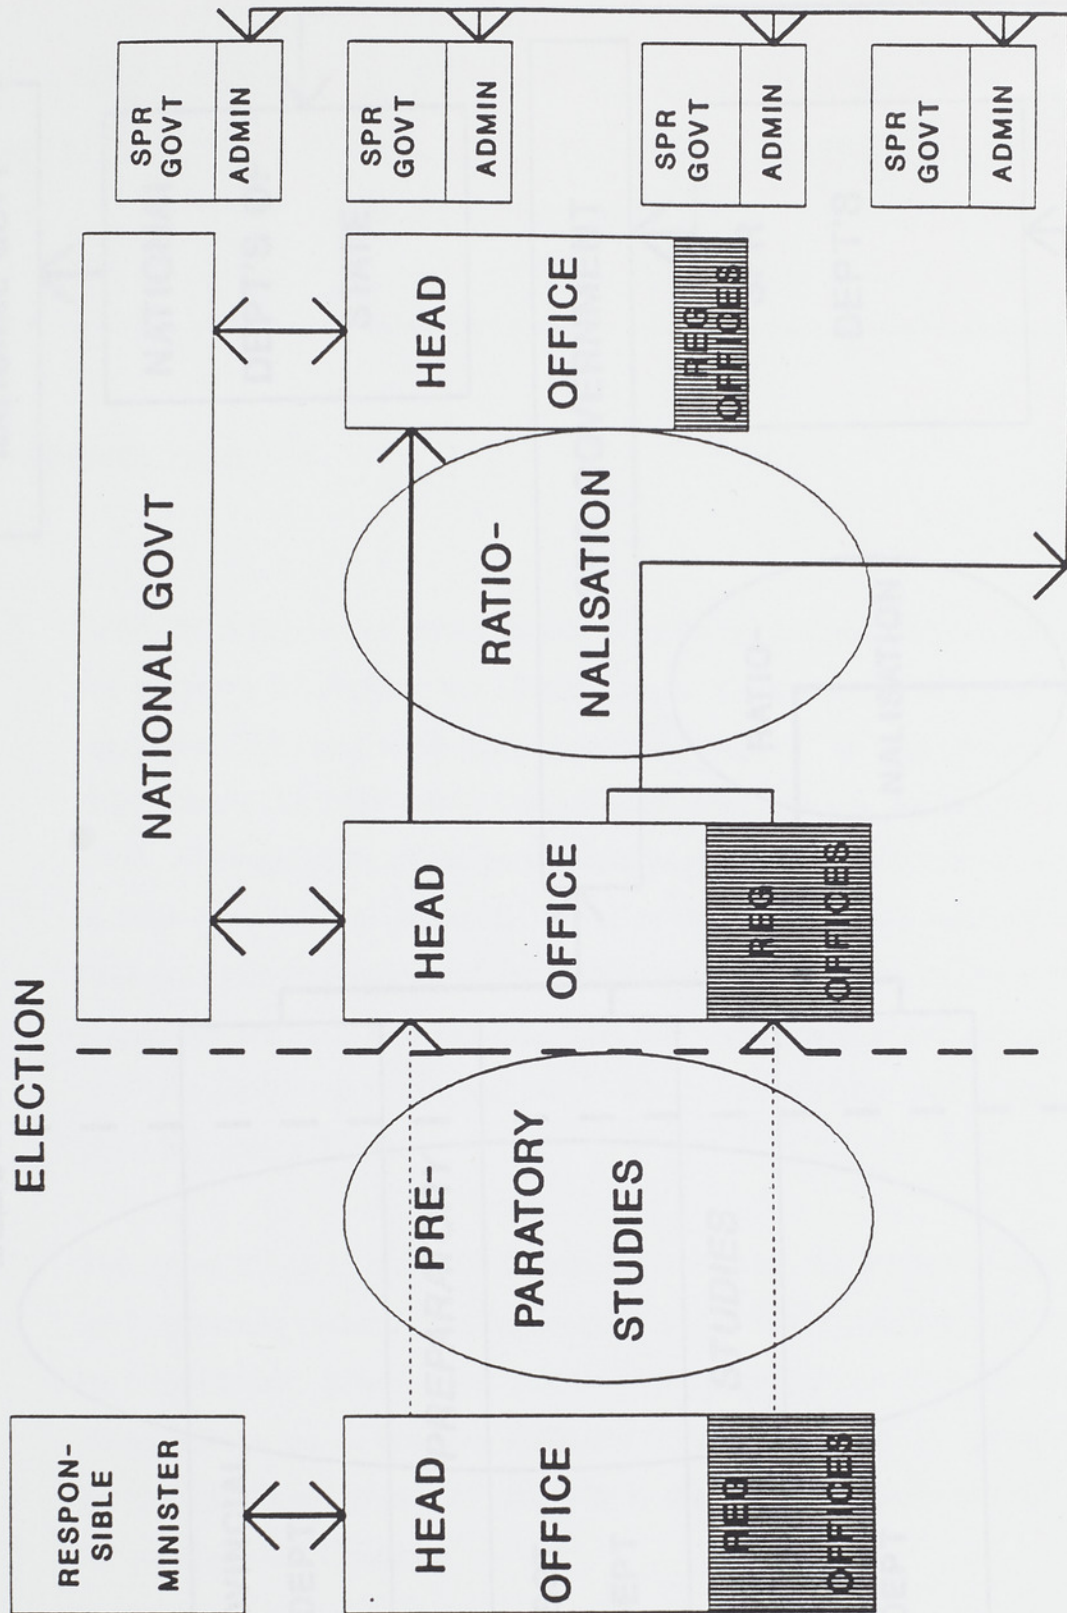 ELECTION
RESPON-
SIBLE
MINISTER
HEAD
OFFICE
REG
OFFICES
PRE-
PARATORY
STUDIES
NATIONAL GOVT
HEAD
OFFICE
REG
OFFICES
RATIO-
NALISATION
HEAD
OFFICE
REG
OFFICES
SPR
GOVT
ADMIN
SPR
GOVT
ADMIN
SPR
GOVT
ADMIN
SPR
GOVT
ADMIN